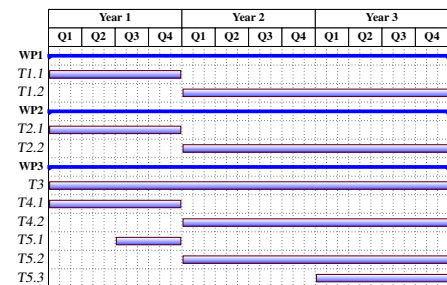 Year 1 Year 2 Year 3
Q1 Q2 Q3 Q4 Q1 Q2 Q3 Q4 Q1 Q2 Q3 Q4
WP1
T1.1
T1.2
WP2
T2.1
T2.2
WP3
T3
T4.1
T4.2
T5.1
T5.2
T5.3